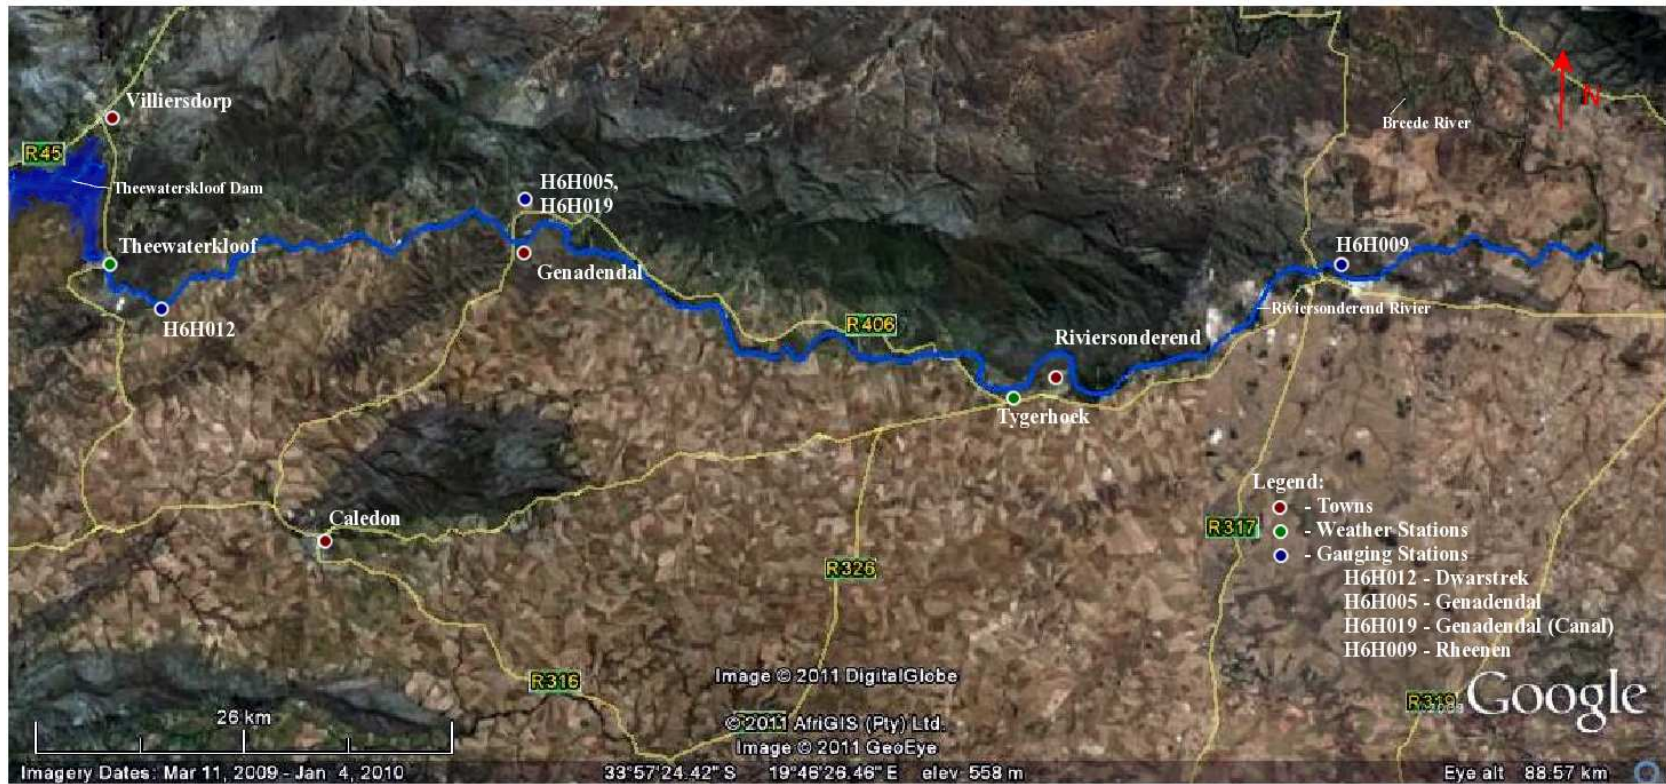 Villiersdorp
N
Breede River
R45
Theewaterskloof Dam
H6H005,
H6H019
Theewaterkloof
H6H009
Genadendal
H6H012
R406
Riviersonderend Rivier
Riviersonderend
Tygerhoek
Legend:
- Towns
- Weather Stations
- Gauging Stations
H6H012 - Dwarstrek
H6H005 - Genadendal
H6H019 - Genadendal (Canal)
H6H009 - Rheenen
Caledon
R317
R326
R316
Image © 2011 DigitalGlobe
R319
Google
26 km
© 2011 AfriGIS (Pty) Ltd.
Image © 2011 GeoEye
Imagery Dates: Mar 11, 2009 - Jan 4, 2010
33°57'24.42" S 19°46'26.46" E elev 558 m
Eye alt 88.57 km